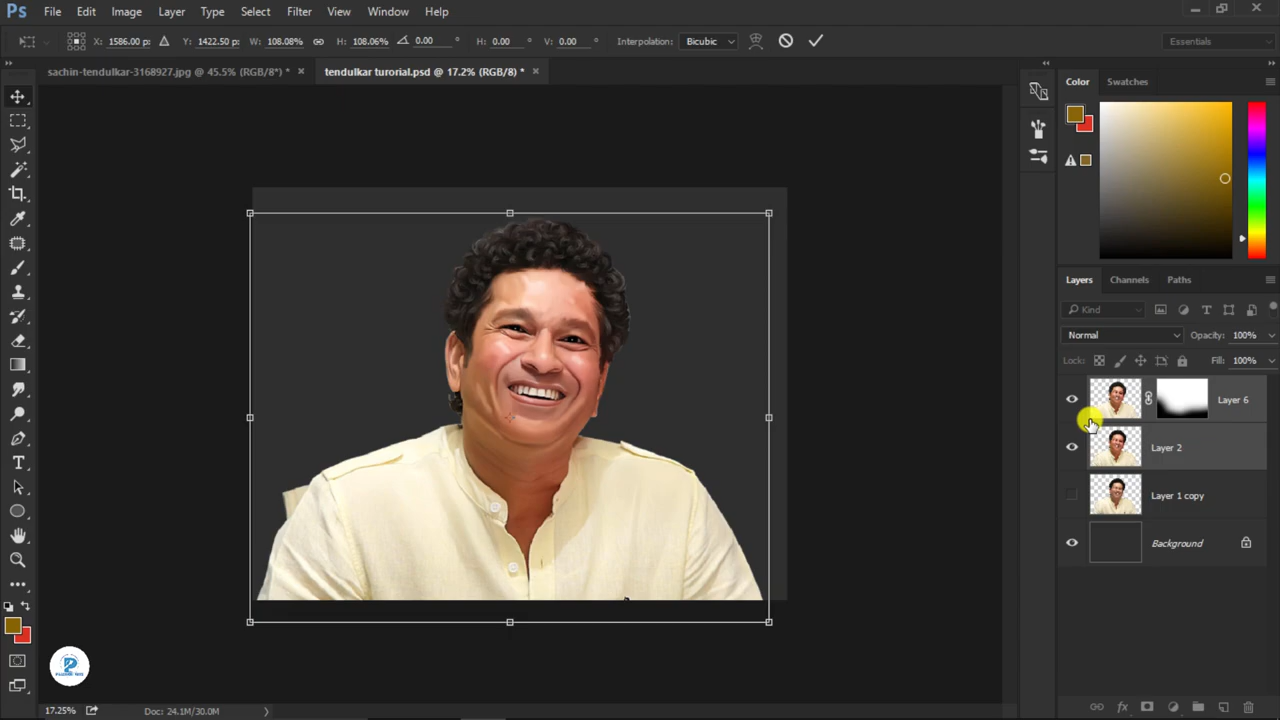 Ps File Edit Image Layer Type Select Filter View Window Help
X: 1586.00 p: Y: 1422.50 p: W: 108.08% H: 108.06% 0.00 ° H: 0.00 ° V: 0.00 ° Interpolation: Bicubic Essentials
sachin-tendulkar-3168927.jpg @ 45.5% (RGB/8*) * × tendulkar turorial.psd @ 17.2% (RGB/8) * ×
Color Swatches
Layers Channels Paths
Kind
Normal Opacity: 100%
Lock: Fill: 100%
Layer 6
Layer 2
Layer 1 copy
Background
17.25% Doc: 24.1M/30.0M